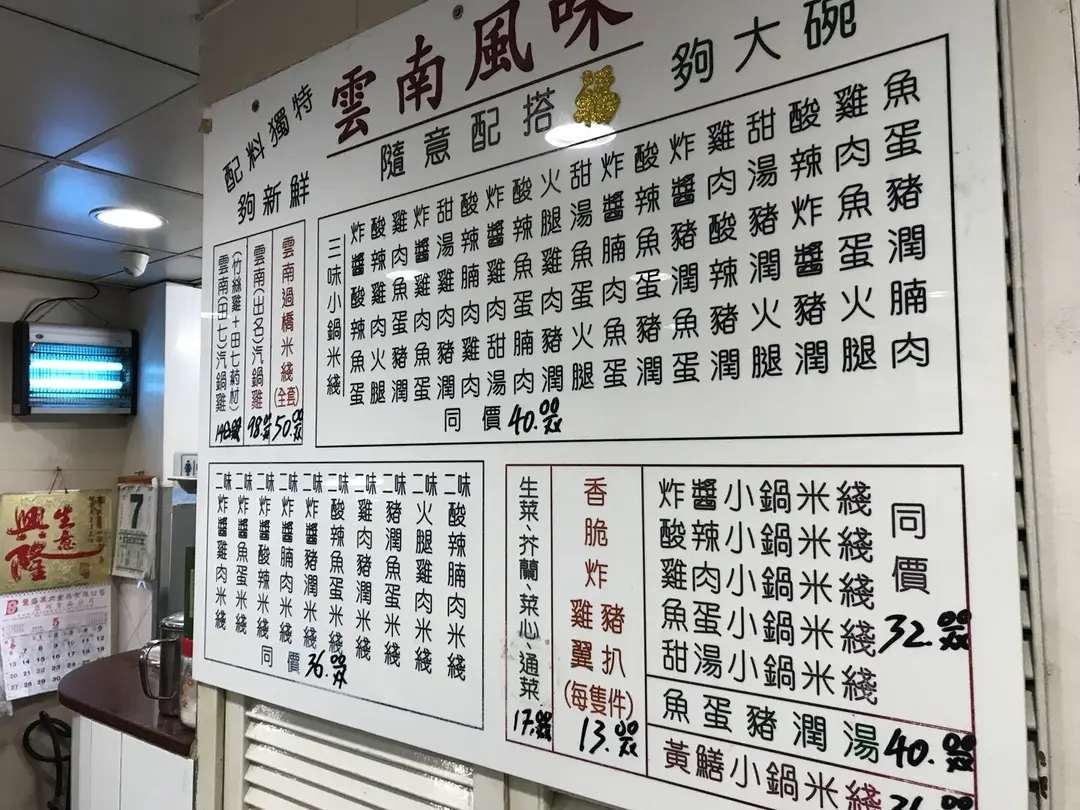 雲南風味
配料獨特
夠新鮮
隨意配搭
福
夠大碗
雲南過橋米綫(全套)
50.00
雲南(出名)汽鍋雞
98.00
(竹絲雞+田七葯材)
雲南(田七)汽鍋雞
三味小鍋米綫
炸醬酸辣魚蛋
酸辣雞肉火腿
雞肉魚蛋豬潤
炸醬雞肉魚蛋
甜湯雞肉豬潤
酸辣腩肉雞肉
炸醬雞肉甜湯
酸辣魚蛋腩肉
火腿雞肉豬潤
甜湯魚蛋火腿
炸醬腩肉魚蛋
酸辣魚蛋豬潤
炸醬豬潤魚蛋
雞肉酸辣豬潤
甜湯豬潤火腿
酸辣炸醬豬潤
雞肉魚蛋火腿
魚蛋豬潤腩肉
同價40.00
二味炸醬雞肉米綫
二味炸醬魚蛋米綫
二味炸醬酸辣米綫
二味炸醬腩肉米綫
二味炸醬豬潤米綫
二味酸辣魚蛋米綫
二味雞肉豬潤米綫
二味豬潤魚蛋米綫
二味火腿雞肉米綫
二味酸辣腩肉米綫
同價36.00
生菜、芥蘭、菜心、通菜
17.00
香脆炸雞翼豬扒
(每隻件)
13.00
炸醬小鍋米綫
酸辣小鍋米綫
雞肉小鍋米綫
魚蛋小鍋米綫
甜湯小鍋米綫
同價
32.00
魚蛋豬潤湯40.00
黃鱔小鍋米綫
生意
興隆
7
5